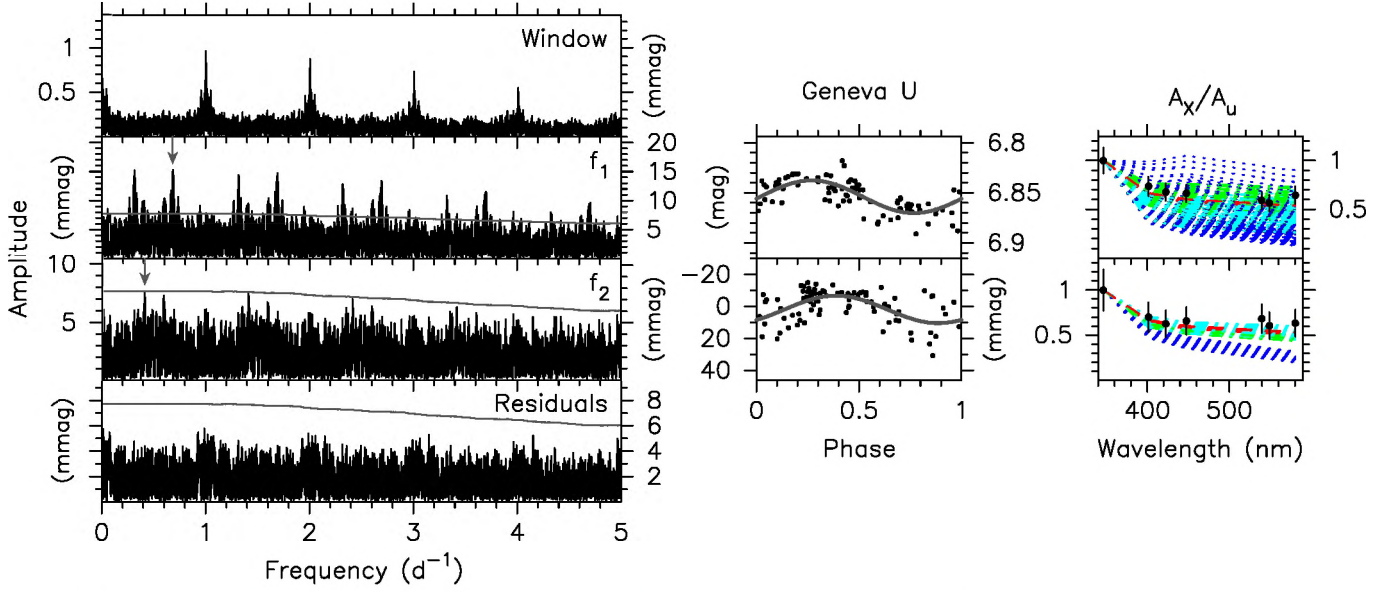 Window
1
0.5
(mmag)
f1
20
15
10
5
(mmag)
f2
10
5
(mmag)
Residuals
8
6
4
2
(mmag)
Amplitude
0 1 2 3 4 5
Frequency (d−1)
Geneva U
6.8
6.85
6.9
(mag)
−20
0
20
40
(mmag)
0 0.5 1
Phase
AX/Au
1
0.5
1
0.5
400 500
Wavelength (nm)